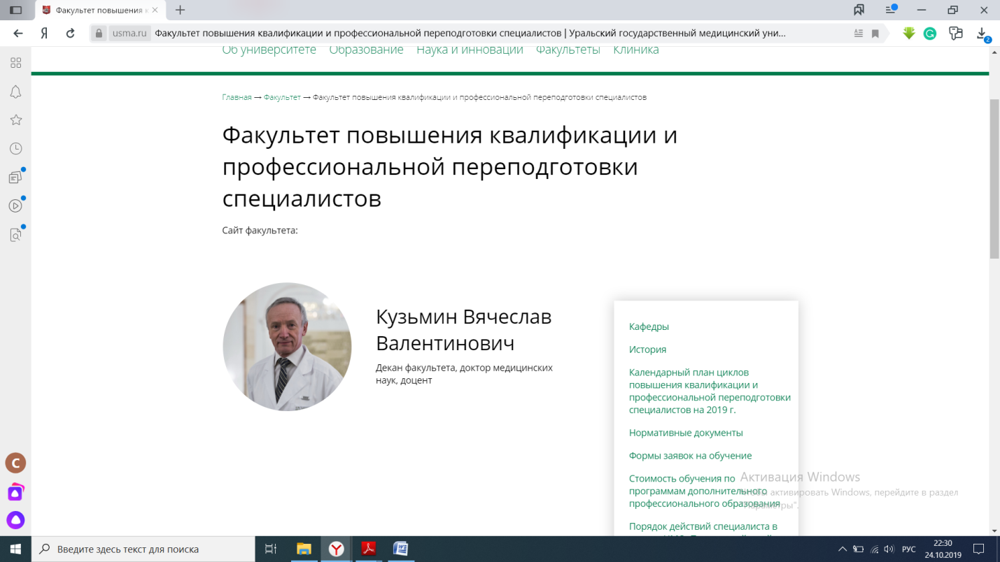 Факультет повышения к
usma.ru Факультет повышения квалификации и профессиональной переподготовки специалистов | Уральский государственный медицинский уни...
2
Об университете Образование Наука и инновации Факультеты Клиника
Главная → Факультет → Факультет повышения квалификации и профессиональной переподготовки специалистов
Факультет повышения квалификации и
профессиональной переподготовки
специалистов
Сайт факультета:
Кузьмин Вячеслав
Валентинович
Декан факультета, доктор медицинских
наук, доцент
Кафедры
История
Календарный план циклов
повышения квалификации и
профессиональной переподготовки
специалистов на 2019 г.
Нормативные документы
Формы заявок на обучение
Стоимость обучения по
программам дополнительного
профессионального образования
Порядок действий специалиста в
Активация Windows
Чтобы активировать Windows, перейдите в раздел
"Параметры".
С
Введите здесь текст для поиска
РУС
22:30
24.10.2019